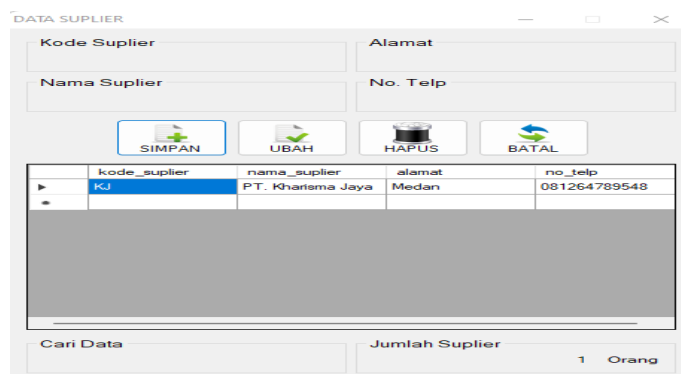 DATA SUPLIER
Kode Suplier Alamat
Nama Suplier No. Telp
SIMPAN UBAH HAPUS BATAL
kode_suplier nama_suplier alamat no_telp
KJ PT. Kharisma Jaya Medan 081264789548
Cari Data Jumlah Suplier
1 Orang